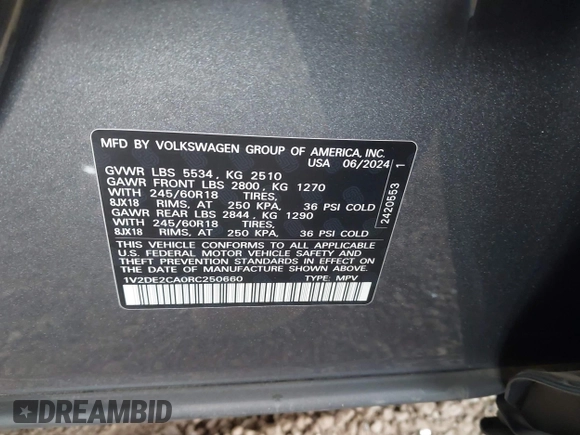 MFD BY VOLKSWAGEN GROUP OF AMERICA, INC.
USA 06/2024
GVWR LBS 5534, KG 2510
GAWR FRONT LBS 2800, KG 1270
WITH 245/60R18 TIRES,
8JX18 RIMS, AT 250 KPA, 36 PSI COLD
GAWR REAR LBS 2844, KG 1290
WITH 245/60R18 TIRES,
8JX18 RIMS, AT 250 KPA, 36 PSI COLD
THIS VEHICLE CONFORMS TO ALL APPLICABLE
U.S. FEDERAL MOTOR VEHICLE SAFETY, BUMPER,
AND THEFT PREVENTION STANDARDS IN EFFECT
ON THE DATE OF MANUFACTURE SHOWN ABOVE.
1V2DE2CA0RC250660 TYPE: MPV
2420553 1
DREAMBID